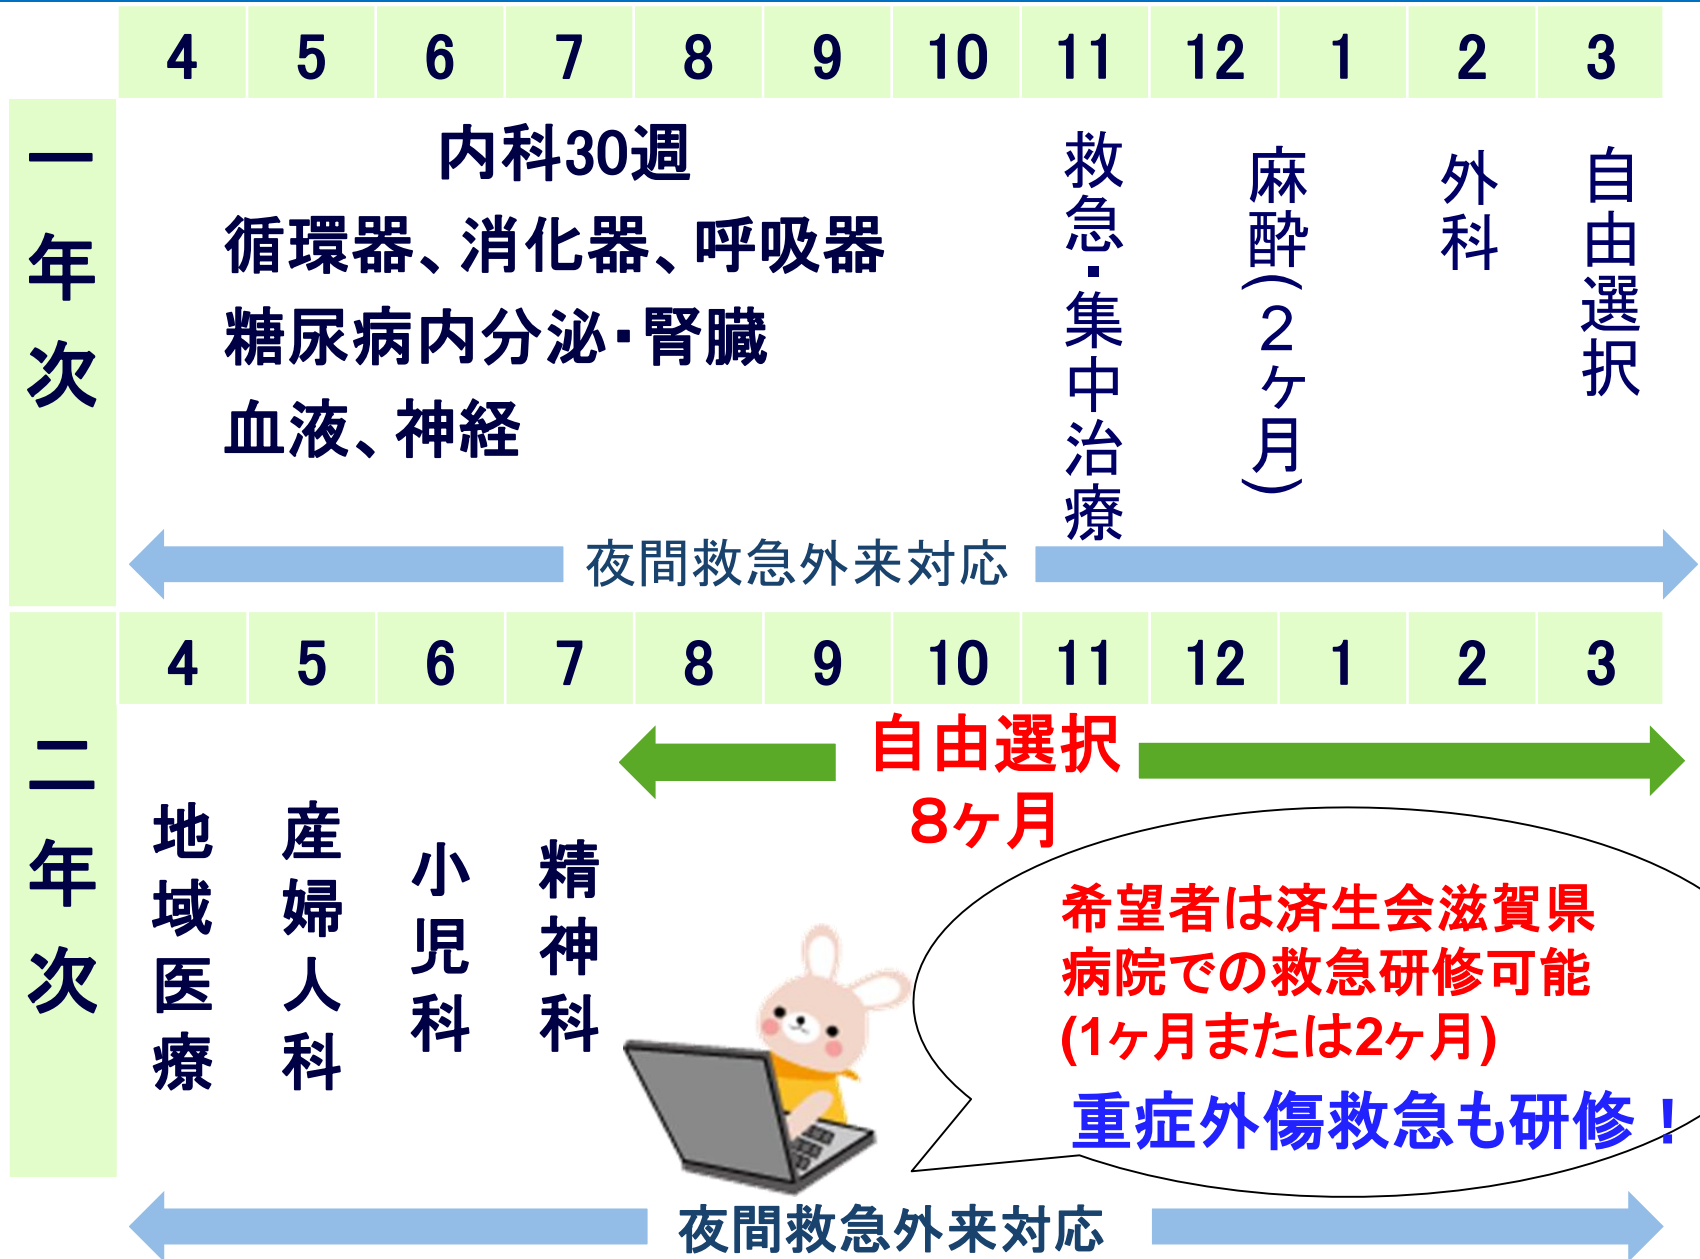 4 5 6 7 8 9 10 11 12 1 2 3
一年次
内科30週
循環器、消化器、呼吸器
糖尿病内分泌・腎臓
血液、神経
救急・集中治療
麻酔(2ヶ月)
外科
自由選択
夜間救急外来対応
4 5 6 7 8 9 10 11 12 1 2 3
二年次
地域医療
産婦人科
小児科
精神科
自由選択
8ヶ月
希望者は済生会滋賀県
病院での救急研修可能
(1ヶ月または2ヶ月)
重症外傷救急も研修！
夜間救急外来対応